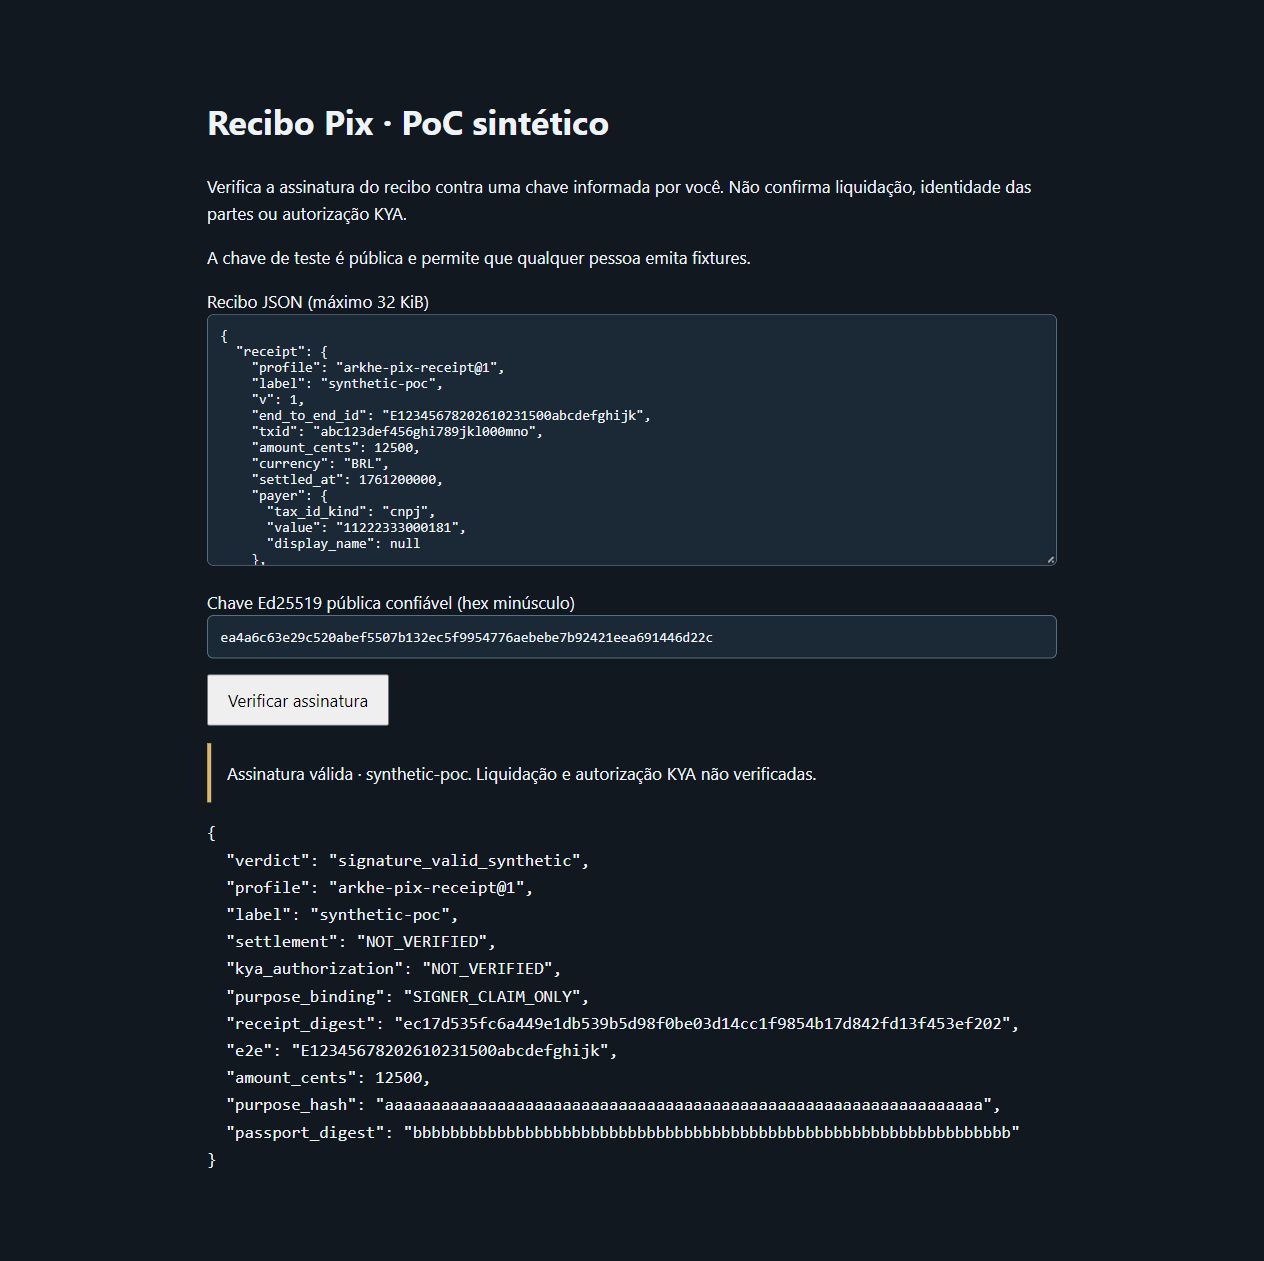 Recibo Pix · PoC sintético
Verifica a assinatura do recibo contra uma chave informada por você. Não confirma liquidação, identidade das
partes ou autorização KYA.
A chave de teste é pública e permite que qualquer pessoa emita fixtures.
Recibo JSON (máximo 32 KiB)
{
  "receipt": {
    "profile": "arkhe-pix-receipt@1",
    "label": "synthetic-poc",
    "v": 1,
    "end_to_end_id": "E12345678202610231500abcdefghijk",
    "txid": "abc123def456ghi789jkl000mno",
    "amount_cents": 12500,
    "currency": "BRL",
    "settled_at": 1761200000,
    "payer": {
      "tax_id_kind": "cnpj",
      "value": "11222333000181",
      "display_name": null
    },
Chave Ed25519 pública confiável (hex minúsculo)
ea4a6c63e29c520abef5507b132ec5f9954776aebebe7b92421eea691446d22c
Verificar assinatura
Assinatura válida · synthetic-poc. Liquidação e autorização KYA não verificadas.
{
  "verdict": "signature_valid_synthetic",
  "profile": "arkhe-pix-receipt@1",
  "label": "synthetic-poc",
  "settlement": "NOT_VERIFIED",
  "kya_authorization": "NOT_VERIFIED",
  "purpose_binding": "SIGNER_CLAIM_ONLY",
  "receipt_digest": "ec17d535fc6a449e1db539b5d98f0be03d14cc1f9854b17d842fd13f453ef202",
  "e2e": "E12345678202610231500abcdefghijk",
  "amount_cents": 12500,
  "purpose_hash": "aaaaaaaaaaaaaaaaaaaaaaaaaaaaaaaaaaaaaaaaaaaaaaaaaaaaaaaaaaaaaaaa",
  "passport_digest": "bbbbbbbbbbbbbbbbbbbbbbbbbbbbbbbbbbbbbbbbbbbbbbbbbbbbbbbbbbbbbbbb"
}